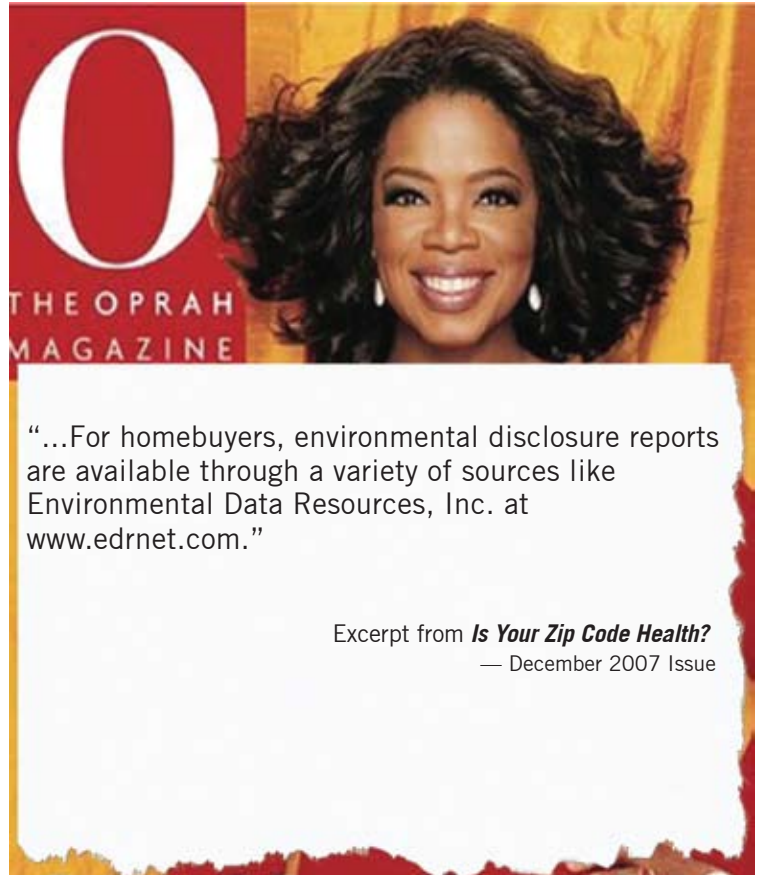 O
THE OPRAH
MAGAZINE
“...For homebuyers, environmental disclosure reports
are available through a variety of sources like
Environmental Data Resources, Inc. at
www.edrnet.com.”
Excerpt from Is Your Zip Code Health?
— December 2007 Issue